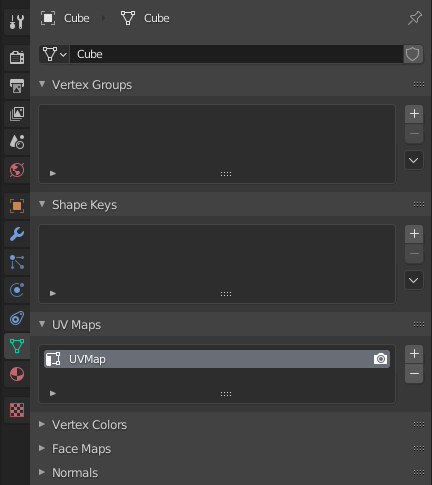 Cube Cube
Cube
Vertex Groups
Shape Keys
UV Maps
UVMap
Vertex Colors
Face Maps
Normals